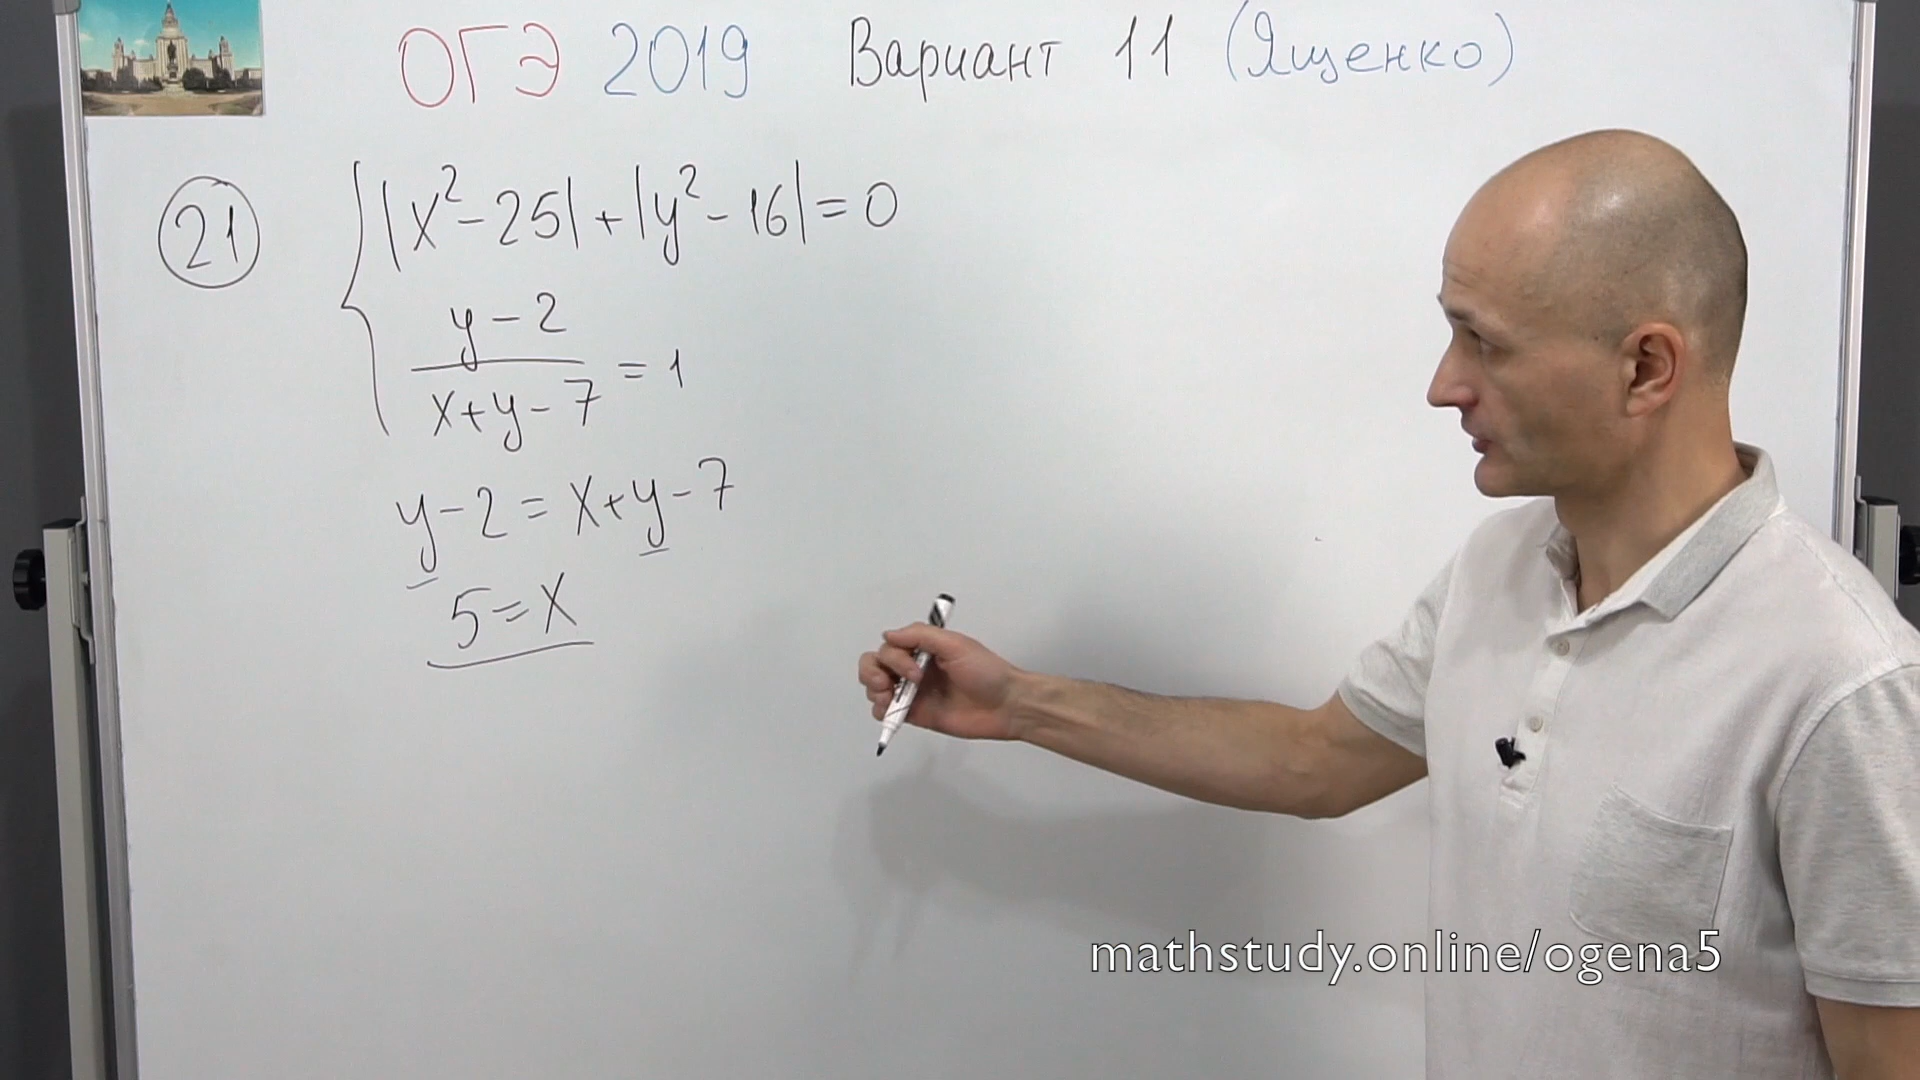 ОГЭ 2019 Вариант 11 (Ященко)
21
|x²-25|+|y²-16|=0
y-2
x+y-7
=1
y-2=x+y-7
5=x
mathstudy.online/ogena5